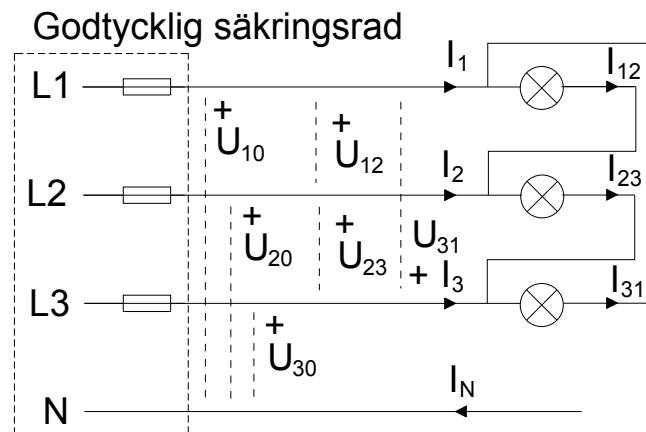 Godtycklig säkringsrad
L1
I1
I12
+
U10
+
U12
L2
I2
I23
+
U20
+
U23
U31
+
L3
I3
I31
+
U30
N
IN